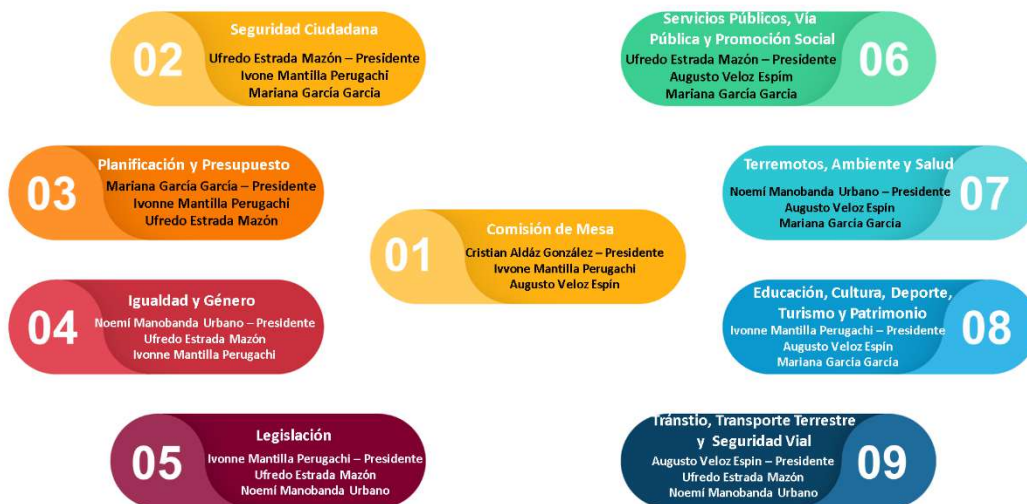 02
Seguridad Ciudadana
Ufredo Estrada Mazón – Presidente
Ivone Mantilla Perugachi
Mariana García Garcia
06
Servicios Públicos, Vía
Pública y Promoción Social
Ufredo Estrada Mazón – Presidente
Augusto Veloz Espím
Mariana García Garcia
03
Planificación y Presupuesto
Mariana García García – Presidente
Ivonne Mantilla Perugachi
Ufredo Estrada Mazón
07
Terremotos, Ambiente y Salud
Noemí Manobanda Urbano – Presidente
Augusto Veloz Espín
Mariana García Garcia
01
Comisión de Mesa
Cristian Aldáz González – Presidente
Ivvone Mantilla Perugachi
Augusto Veloz Espín
04
Igualdad y Género
Noemí Manobanda Urbano – Presidente
Ufredo Estrada Mazón
Ivonne Mantilla Perugachi
08
Educación, Cultura, Deporte,
Turismo y Patrimonio
Ivonne Mantilla Perugachi – Presidente
Augusto Veloz Espín
Mariana García García
05
Legislación
Ivonne Mantilla Perugachi – Presidente
Ufredo Estrada Mazón
Noemí Manobanda Urbano
09
Tránstio, Transporte Terrestre
y Seguridad Vial
Augusto Veloz Espin – Presidente
Ufredo Estrada Mazón
Noemí Manobanda Urbano